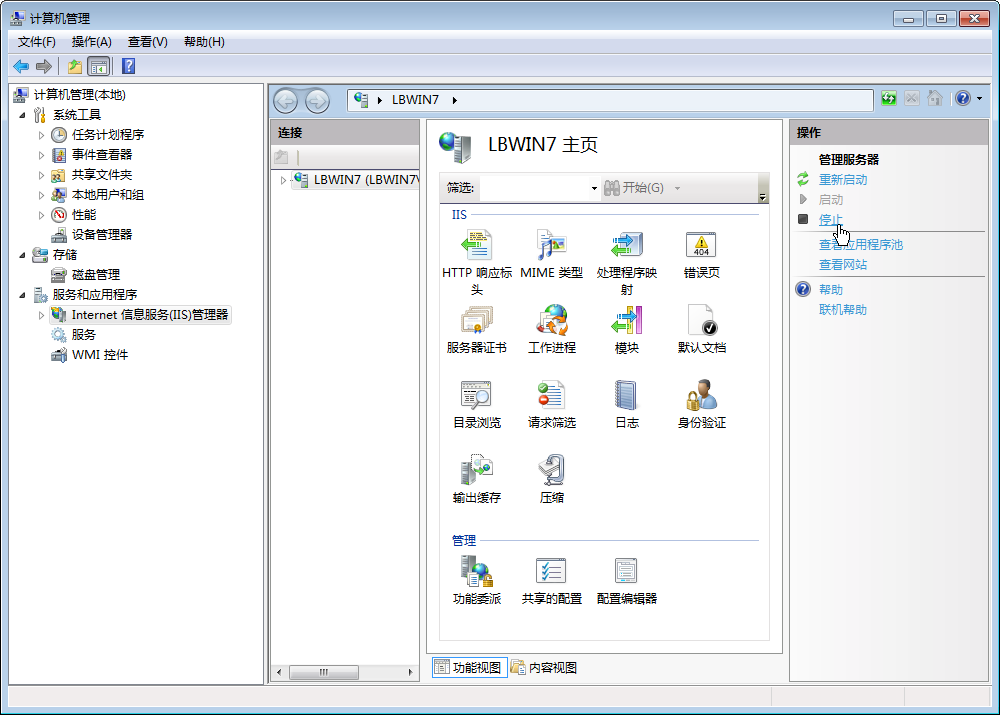 计算机管理
文件(F) 操作(A) 查看(V) 帮助(H)
计算机管理(本地)
系统工具
任务计划程序
事件查看器
共享文件夹
本地用户和组
性能
设备管理器
存储
磁盘管理
服务和应用程序
Internet 信息服务(IIS)管理器
服务
WMI 控件
LBWIN7
连接
LBWIN7 (LBWIN7\
LBWIN7 主页
筛选: 开始(G)
IIS
HTTP 响应标头
MIME 类型
处理程序映射
错误页
404
服务器证书
工作进程
模块
默认文档
目录浏览
请求筛选
日志
身份验证
输出缓存
压缩
管理
功能委派
共享的配置
配置编辑器
功能视图 内容视图
操作
管理服务器
重新启动
启动
停止
查看应用程序池
查看网站
帮助
联机帮助